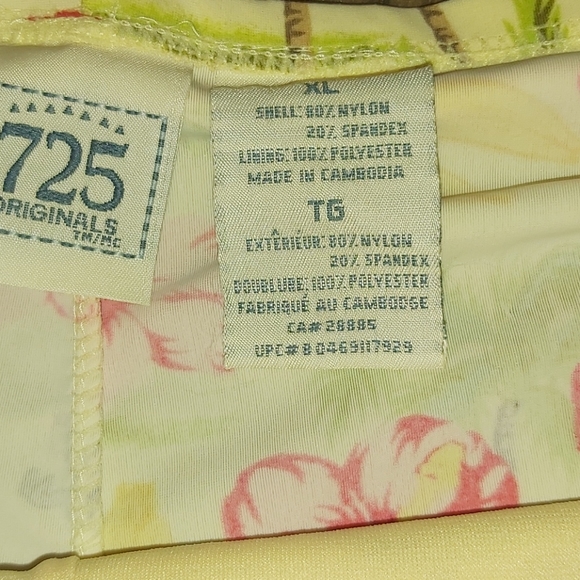 725
ORIGINALS
TM/MC
XL
SHELL: 80% NYLON
20% SPANDEX
LINING: 100% POLYESTER
MADE IN CAMBODIA
TG
EXTÊRIEUR: 80% NYLON
20% SPANDEX
DOUBLURE: 100% POLYESTER
FABRIQUÉ AU CAMBODGE
CA# 28885
UPC# 8 0469117929